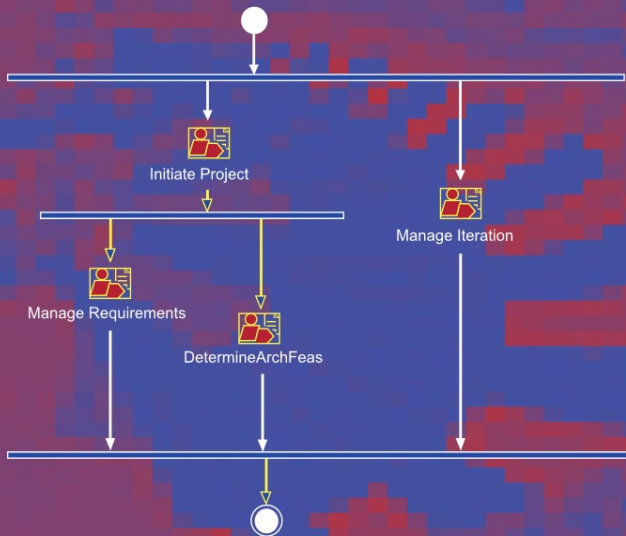 Initiate Project
Manage Iteration
Manage Requirements
DetermineArchFeas